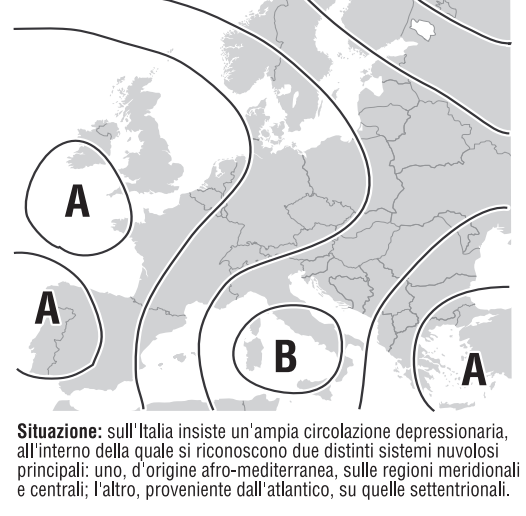 A
A
B
A
Situazione: sull'Italia insiste un'ampia circolazione depressionaria,
all'interno della quale si riconoscono due distinti sistemi nuvolosi
principali: uno, d'origine afro-mediterranea, sulle regioni meridionali
e centrali; l'altro, proveniente dall'atlantico, su quelle settentrionali.